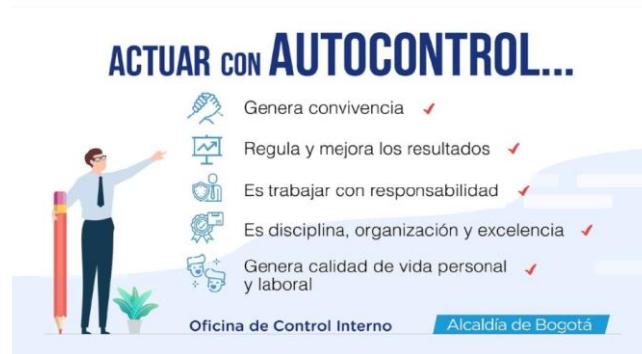 ACTUAR CON AUTOCONTROL...
Genera convivencia
Regula y mejora los resultados
Es trabajar con responsabilidad
Es disciplina, organización y excelencia
Genera calidad de vida personal
y laboral
Oficina de Control Interno
Alcaldía de Bogotá